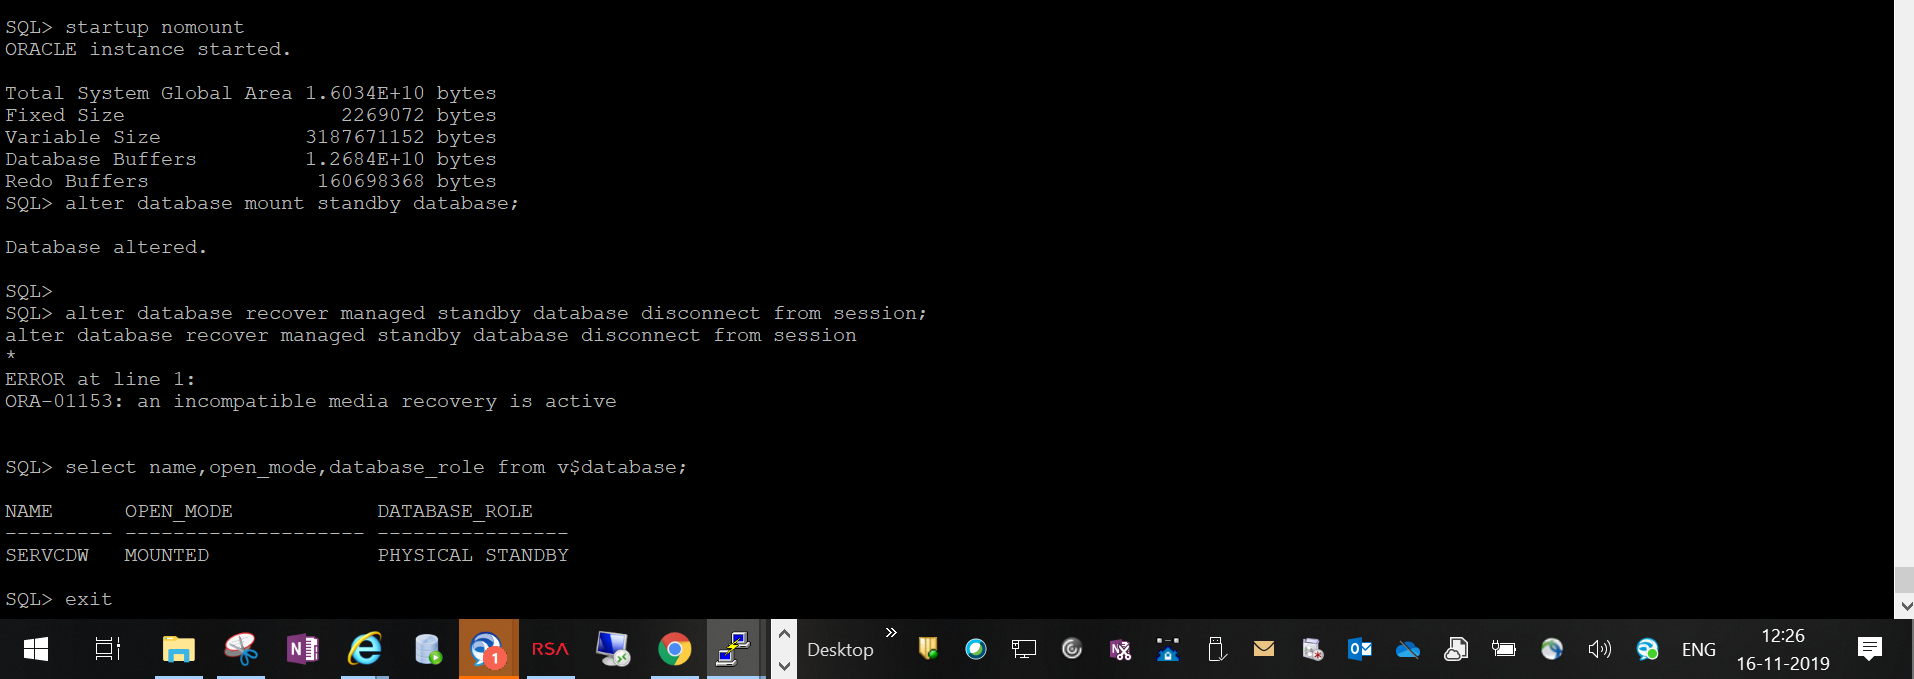 SQL> startup nomount
ORACLE instance started.
Total System Global Area 1.6034E+10 bytes
Fixed Size                  2269072 bytes
Variable Size            3187671152 bytes
Database Buffers         1.2684E+10 bytes
Redo Buffers              160698368 bytes
SQL> alter database mount standby database;
Database altered.
SQL>
SQL> alter database recover managed standby database disconnect from session;
alter database recover managed standby database disconnect from session
*
ERROR at line 1:
ORA-01153: an incompatible media recovery is active
SQL> select name,open_mode,database_role from v$database;
NAME      OPEN_MODE            DATABASE_ROLE
--------- -------------------- ----------------
SERVCDW   MOUNTED              PHYSICAL STANDBY
SQL> exit
N 1 RSA Desktop » N 0 ENG 12:26
16-11-2019